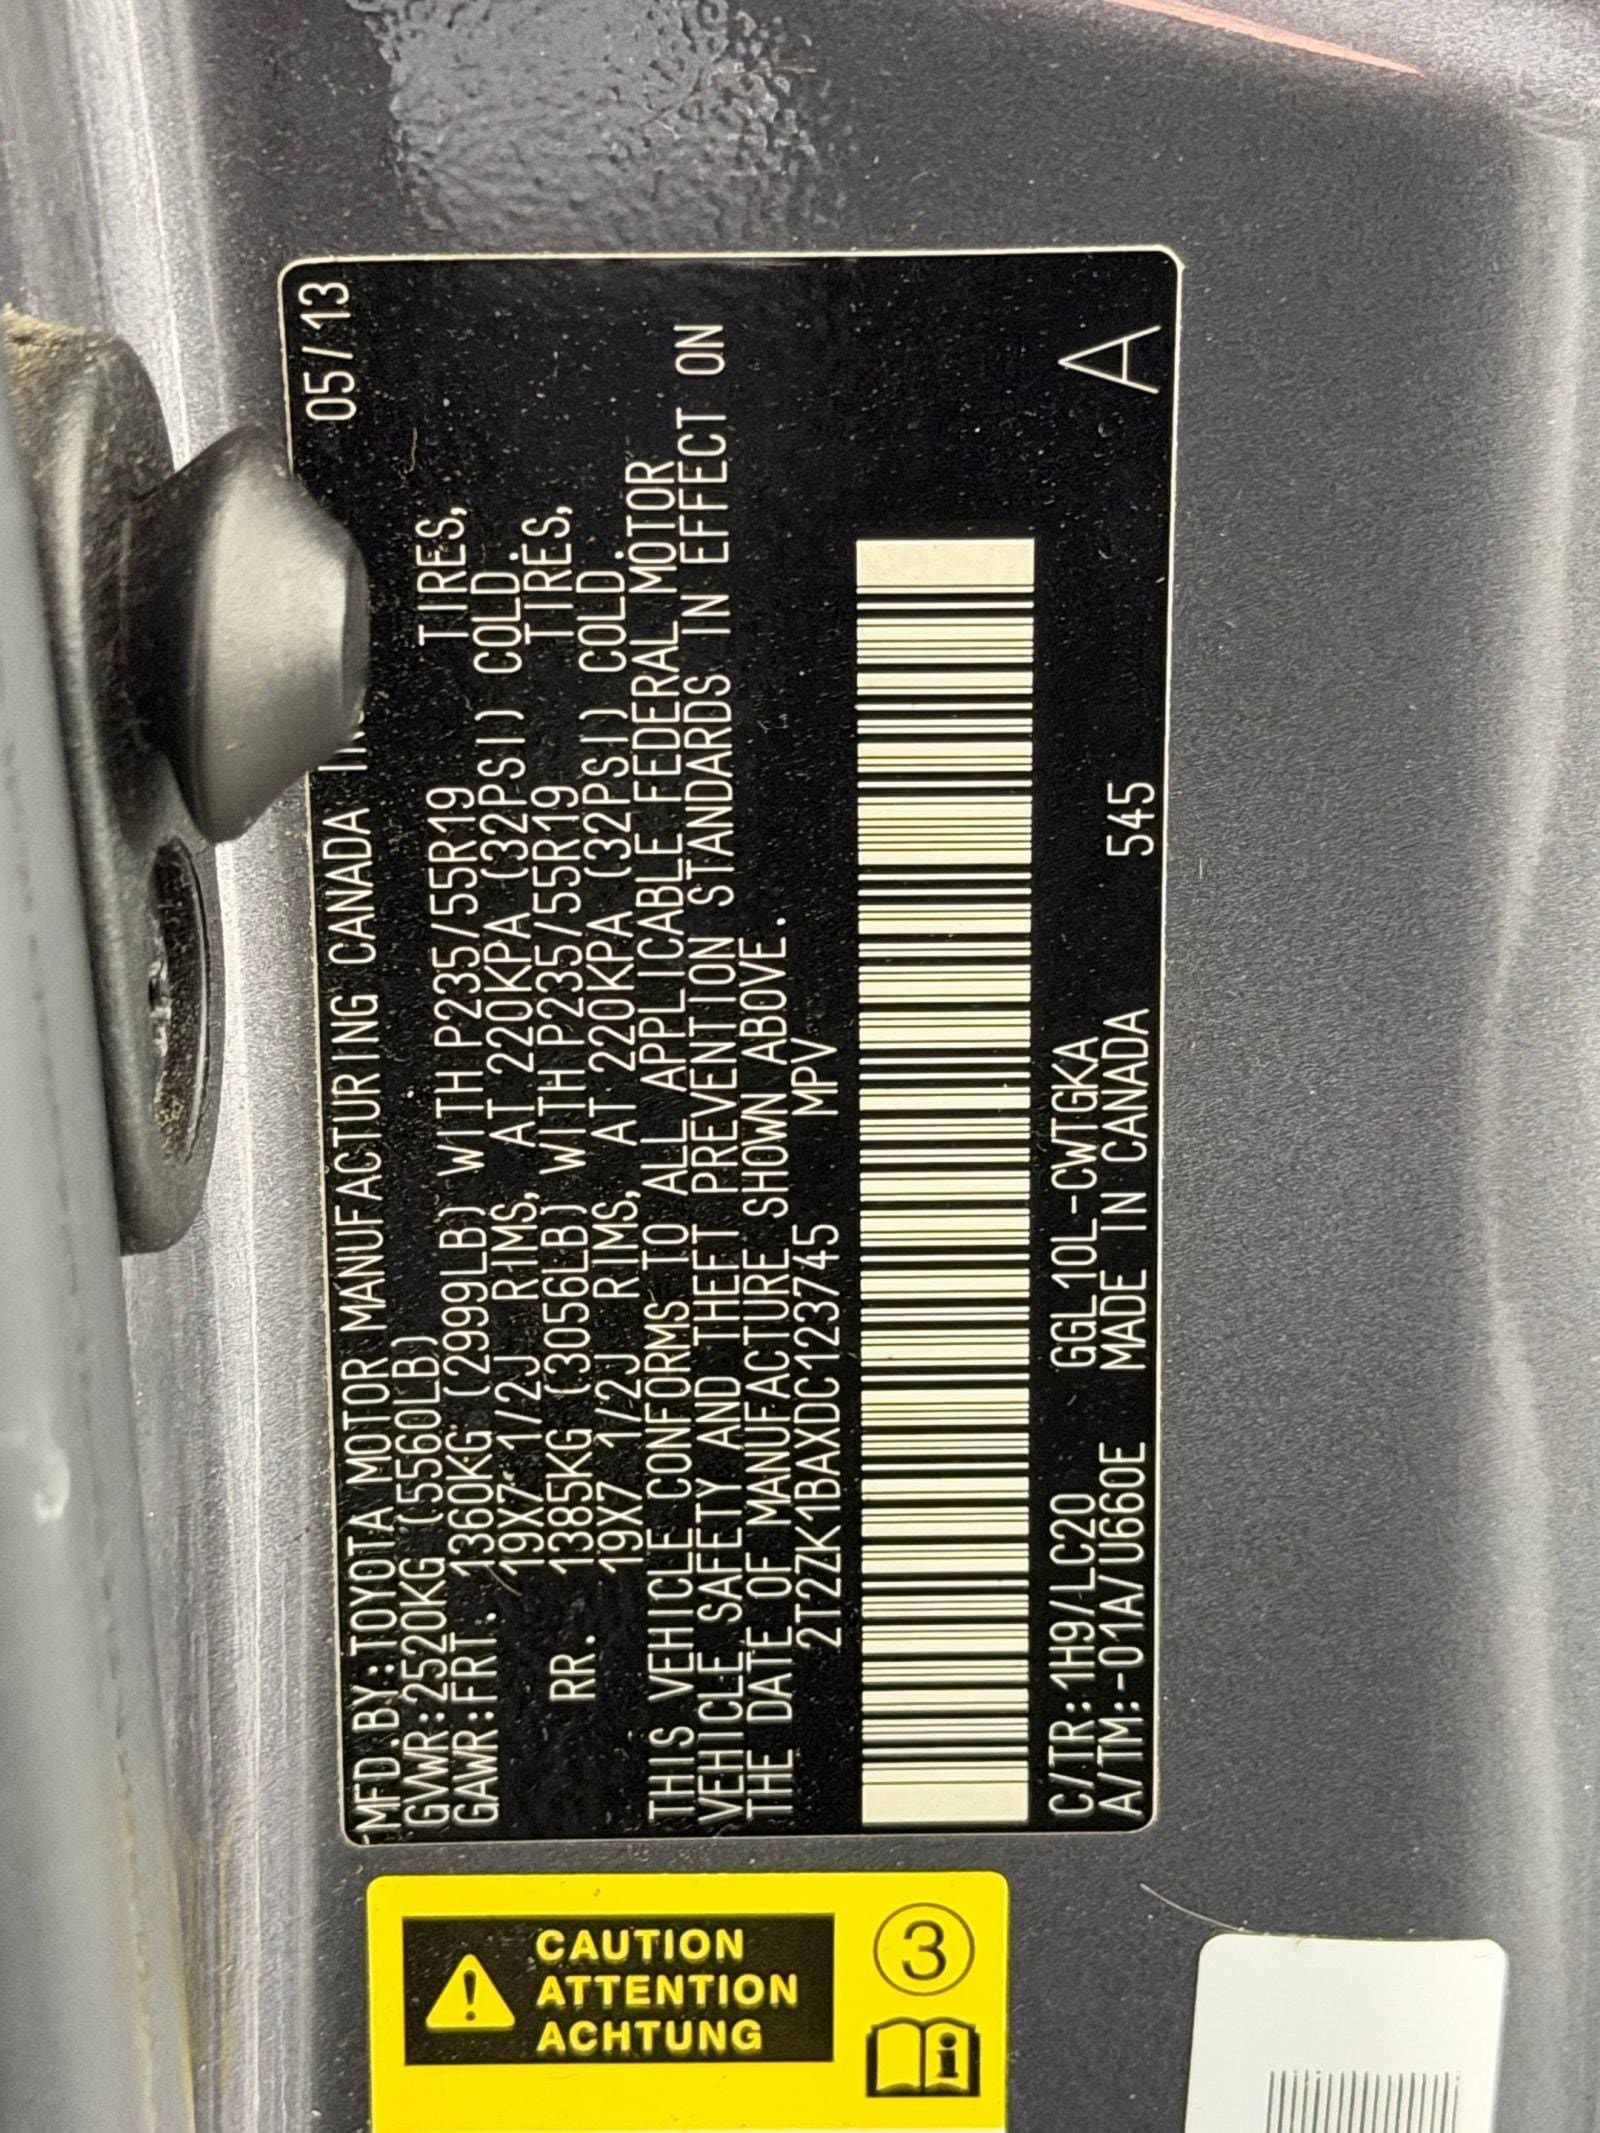 MFD.BY:TOYOTA MOTOR MANUFACTURING CANADA 05/13
GVWR:2520KG (5560LB)
GAWR:FRT. 1360KG (2999LB) WITH P235/55R19 TIRES,
19X7 1/2J RIMS, AT 220KPA (32PSI) COLD.
RR. 1385KG (3056LB) WITH P235/55R19 TIRES,
19X7 1/2J RIMS, AT 220KPA (32PSI) COLD.
THIS VEHICLE CONFORMS TO ALL APPLICABLE FEDERAL MOTOR
VEHICLE SAFETY AND THEFT PREVENTION STANDARDS IN EFFECT ON
THE DATE OF MANUFACTURE SHOWN ABOVE.
2T2ZK1BAXDC123745 MPV
C/TR:1H9/LC20 GGL10L-CWTGKA
A/TM:-01A/U660E MADE IN CANADA 545 A
CAUTION
ATTENTION
ACHTUNG
3
i